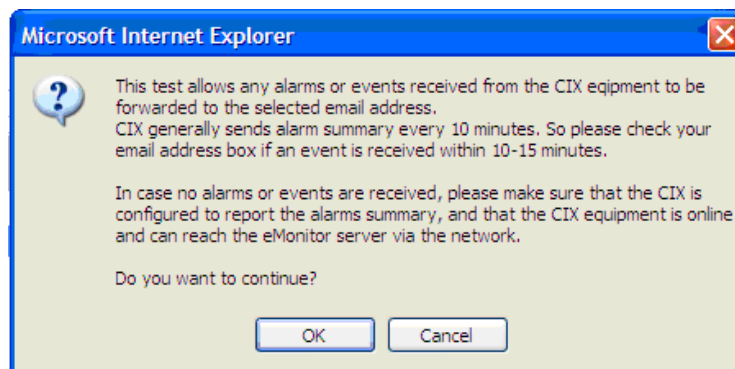 Microsoft Internet Explorer
This test allows any alarms or events received from the CIX eqipment to be
forwarded to the selected email address.
CIX generally sends alarm summary every 10 minutes. So please check your
email address box if an event is received within 10-15 minutes.
In case no alarms or events are received, please make sure that the CIX is
configured to report the alarms summary, and that the CIX equipment is online
and can reach the eMonitor server via the network.
Do you want to continue?
OK Cancel